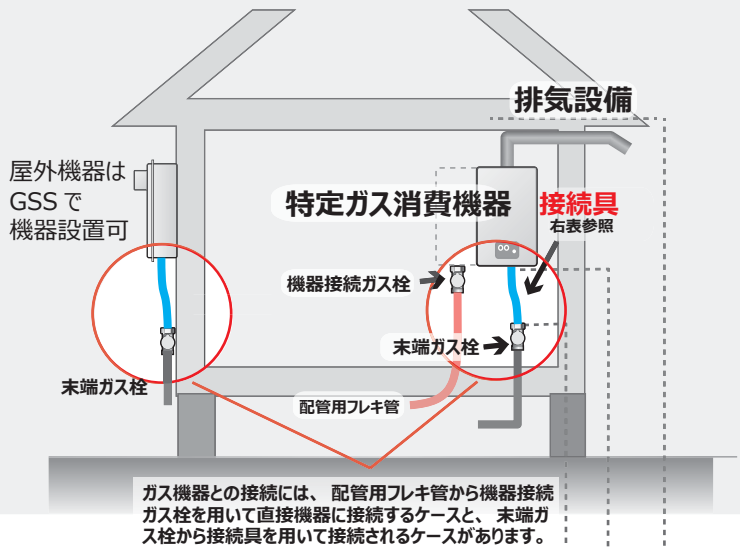 排気設備
屋外機器は
GSS で
機器設置可
特定ガス消費機器
接続具
右表参照
機器接続ガス栓
末端ガス栓
末端ガス栓
配管用フレキ管
ガス機器との接続には、配管用フレキ管から機器接続
ガス栓を用いて直接機器に接続するケースと、末端ガ
ス栓から接続具を用いて接続されるケースがあります。